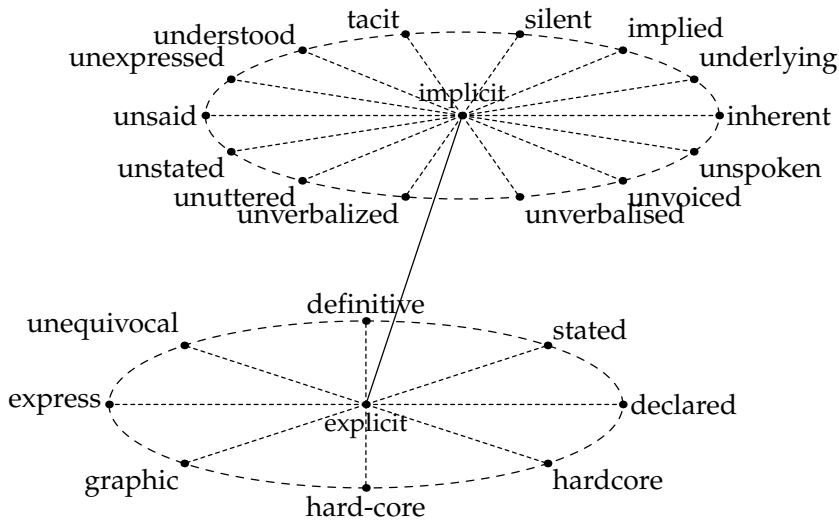 tacit
silent
understood
implied
unexpressed
underlying
implicit
unsaid
inherent
unstated
unspoken
unuttered
unvoiced
unverbalized
unverbalised
definitive
unequivocal
stated
express
declared
explicit
graphic
hardcore
hard-core